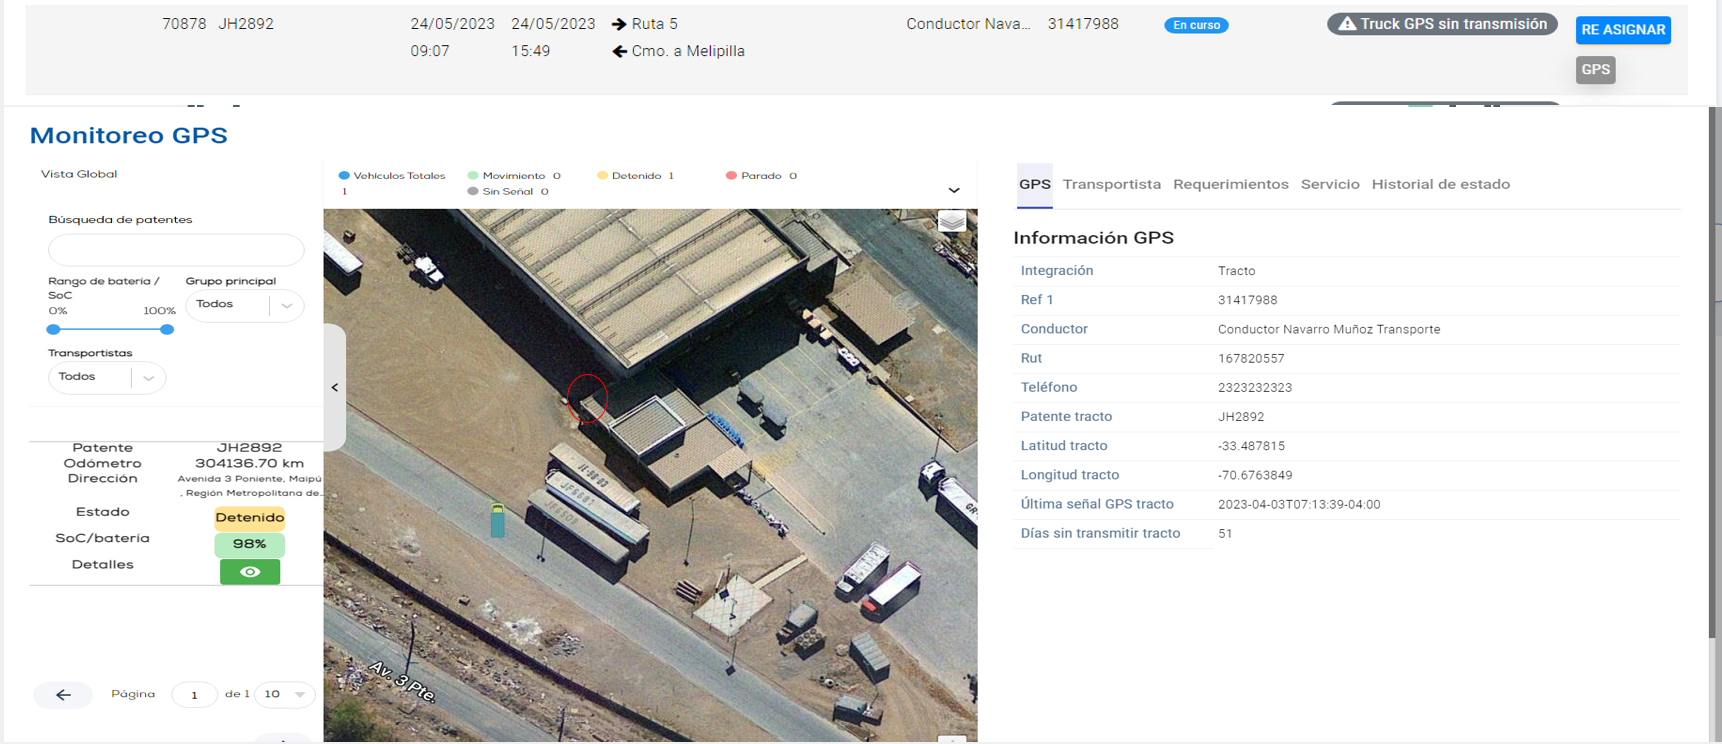 70878 JH2892 24/05/2023 24/05/2023 → Ruta 5 Conductor Nava... 31417988 En curso Truck GPS sin transmisión RE ASIGNAR
09:07 15:49 ← Cmo. a Melipilla
GPS
Monitoreo GPS
Vista Global
Vehículos Totales 1
Movimiento 0
Detenido 1
Parado 0
Sin Señal 0
Búsqueda de patentes
Rango de batería / SoC
0% 100%
Grupo principal
Todos
Transportistas
Todos
<
Patente JH2892
Odómetro 304136.70 km
Dirección Avenida 3 Poniente, Maipú
, Región Metropolitana de...
Estado Detenido
SoC/batería 98%
Detalles
Página 1 de 1 10
JF6681
JF6509
Av. 3 Pte.
GPS Transportista Requerimientos Servicio Historial de estado
Información GPS
Integración Tracto
Ref 1 31417988
Conductor Conductor Navarro Muñoz Transporte
Rut 167820557
Teléfono 2323232323
Patente tracto JH2892
Latitud tracto -33.487815
Longitud tracto -70.6763849
Última señal GPS tracto 2023-04-03T07:13:39-04:00
Días sin transmitir tracto 51